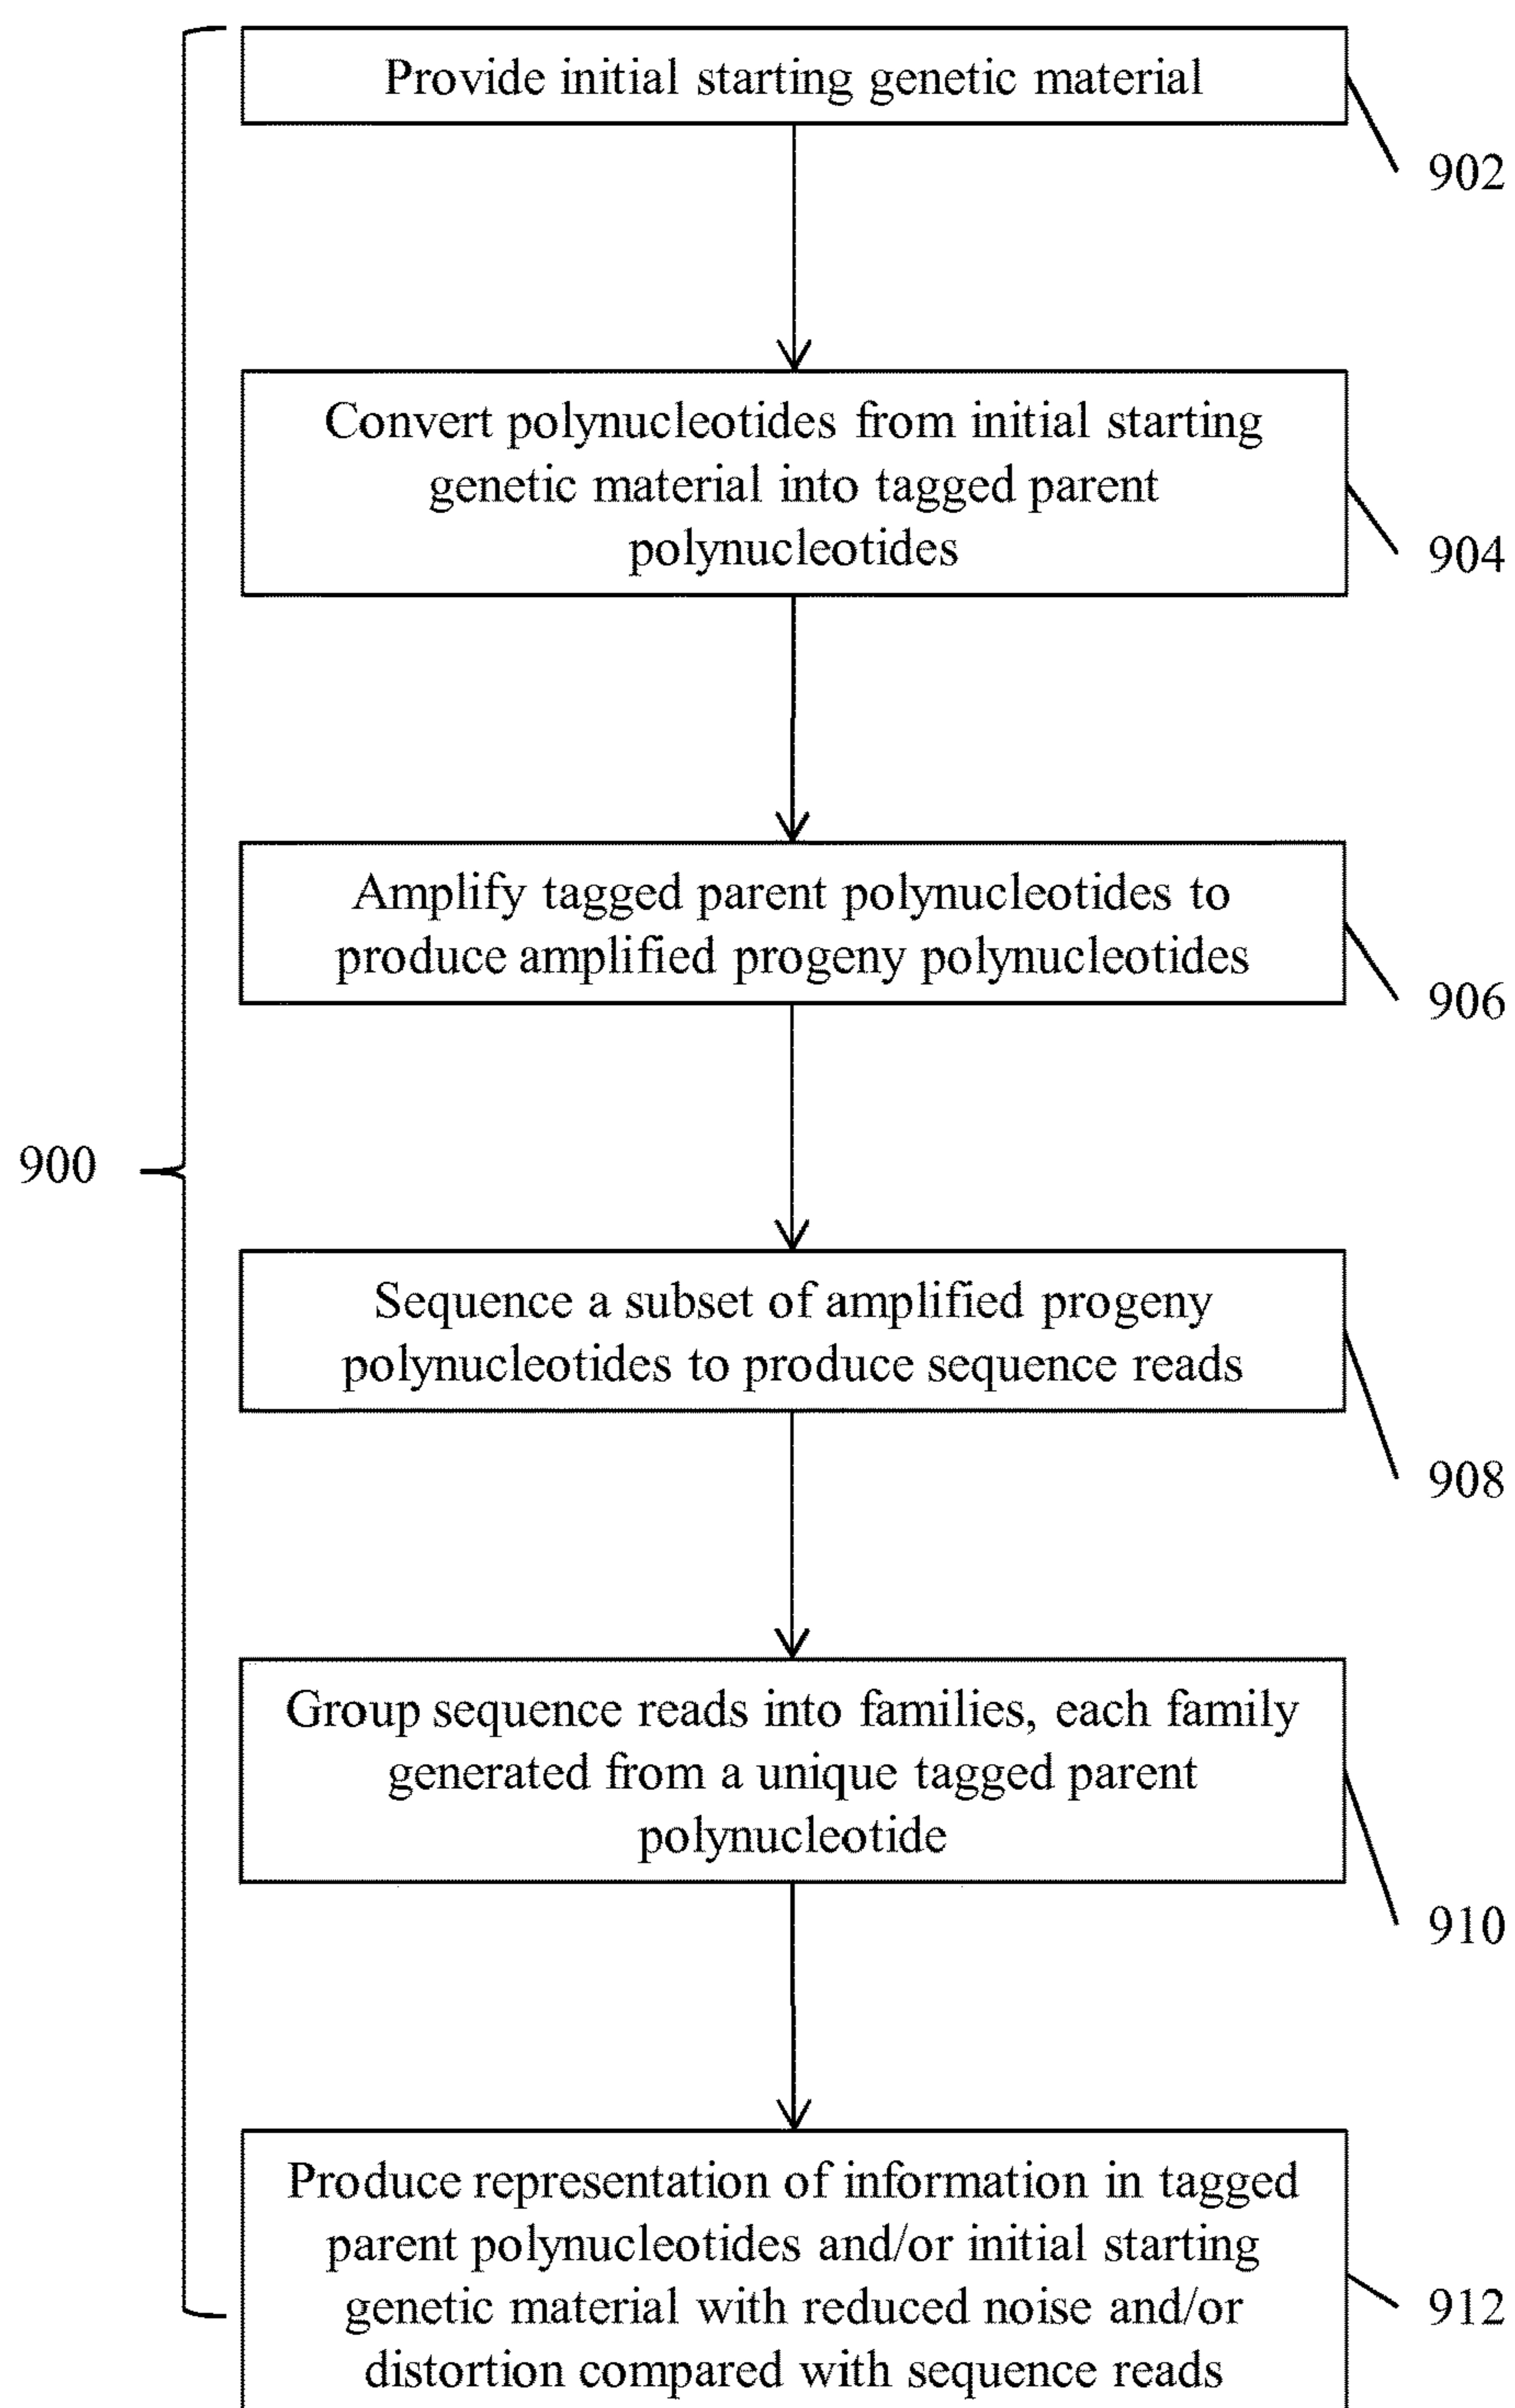 Provide initial starting genetic material
902
Convert polynucleotides from initial starting
genetic material into tagged parent
polynucleotides
904
Amplify tagged parent polynucleotides to
produce amplified progeny polynucleotides
906
900
Sequence a subset of amplified progeny
polynucleotides to produce sequence reads
908
Group sequence reads into families, each family
generated from a unique tagged parent
polynucleotide
910
Produce representation of information in tagged
parent polynucleotides and/or initial starting
genetic material with reduced noise and/or
distortion compared with sequence reads
912